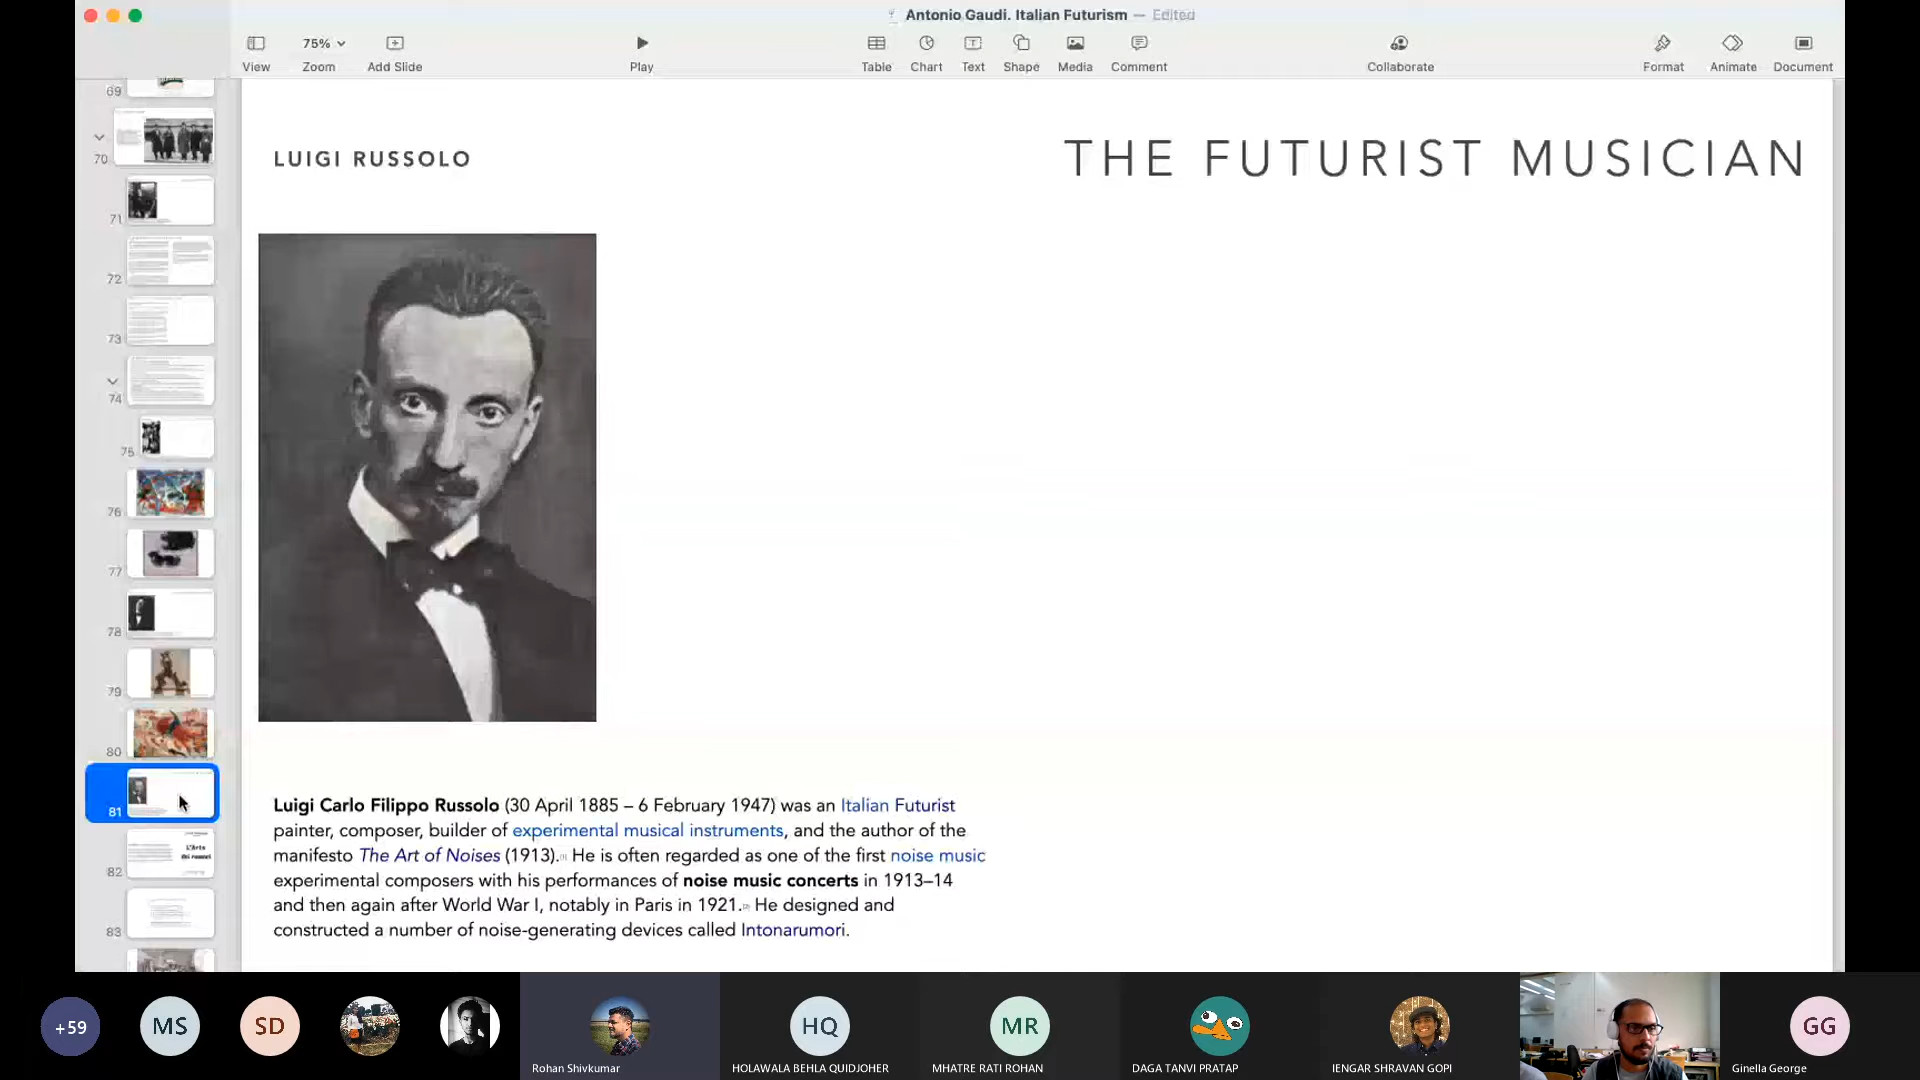 Antonio Gaudi. Italian Futurism — Edited
75%
View
Zoom
Add Slide
Play
Table
Chart
Text
Shape
Media
Comment
Collaborate
Format
Animate
Document
69
70
71
72
73
74
75
76
77
78
79
80
81
82
83
LUIGI RUSSOLO
THE FUTURIST MUSICIAN
Luigi Carlo Filippo Russolo (30 April 1885 – 6 February 1947) was an Italian Futurist
painter, composer, builder of experimental musical instruments, and the author of the
manifesto The Art of Noises (1913). He is often regarded as one of the first noise music
experimental composers with his performances of noise music concerts in 1913–14
and then again after World War I, notably in Paris in 1921. He designed and
constructed a number of noise-generating devices called Intonarumori.
+59
MS
SD
Rohan Shivkumar
HQ
HOLAWALA BEHLA QUIDJOHER
MR
MHATRE RATI ROHAN
DAGA TANVI PRATAP
IENGAR SHRAVAN GOPI
GG
Ginella George